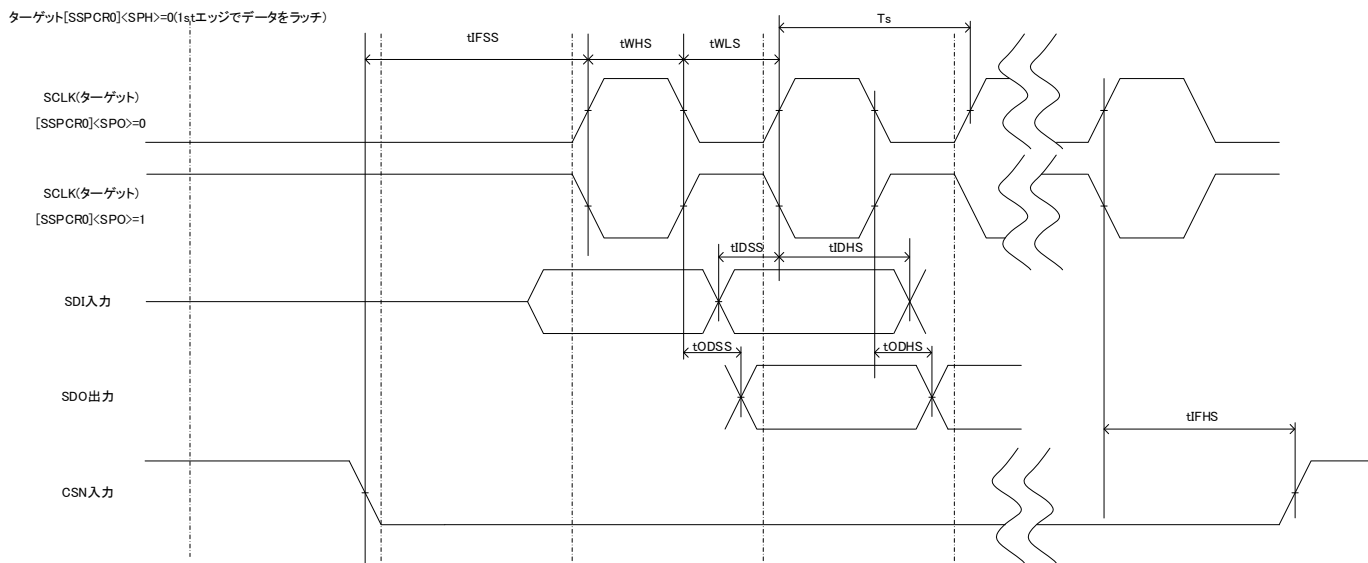 ターゲット[SSPCR0]<SPH>=0(1stエッジでデータをラッチ)
tIFSS
tWHS
tWLS
Ts
SCLK(ターゲット)
[SSPCR0]<SPO>=0
SCLK(ターゲット)
[SSPCR0]<SPO>=1
tIDSS
tIDHS
SDI入力
tODSS
tODHS
SDO出力
tIFHS
CSN入力